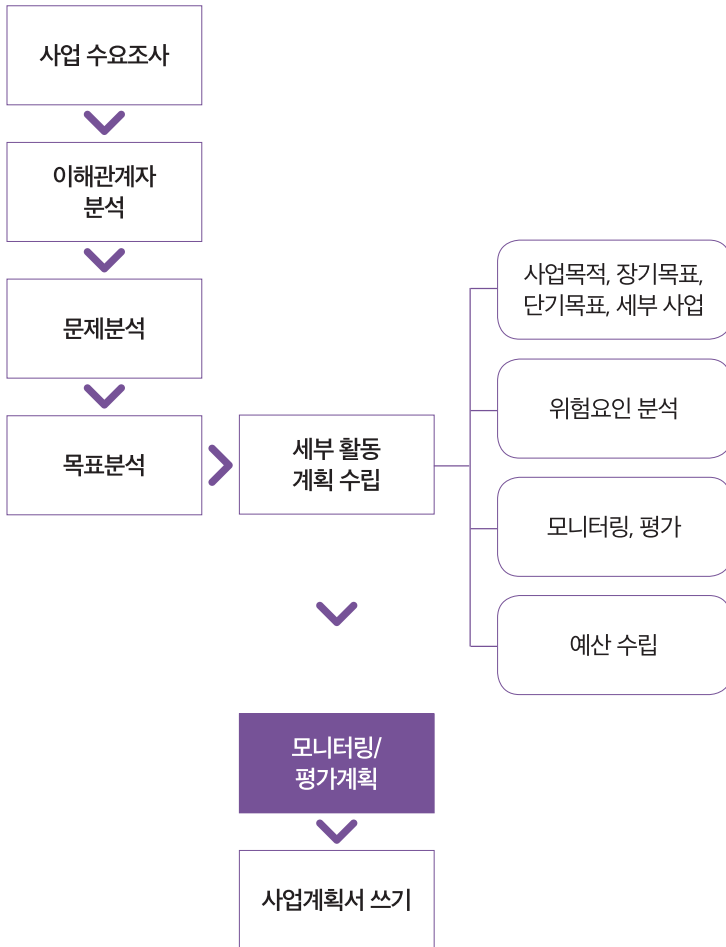 사업 수요조사
이해관계자
분석
문제분석
목표분석
세부 활동
계획 수립
사업목적, 장기목표,
단기목표, 세부 사업
위험요인 분석
모니터링, 평가
예산 수립
모니터링/
평가계획
사업계획서 쓰기